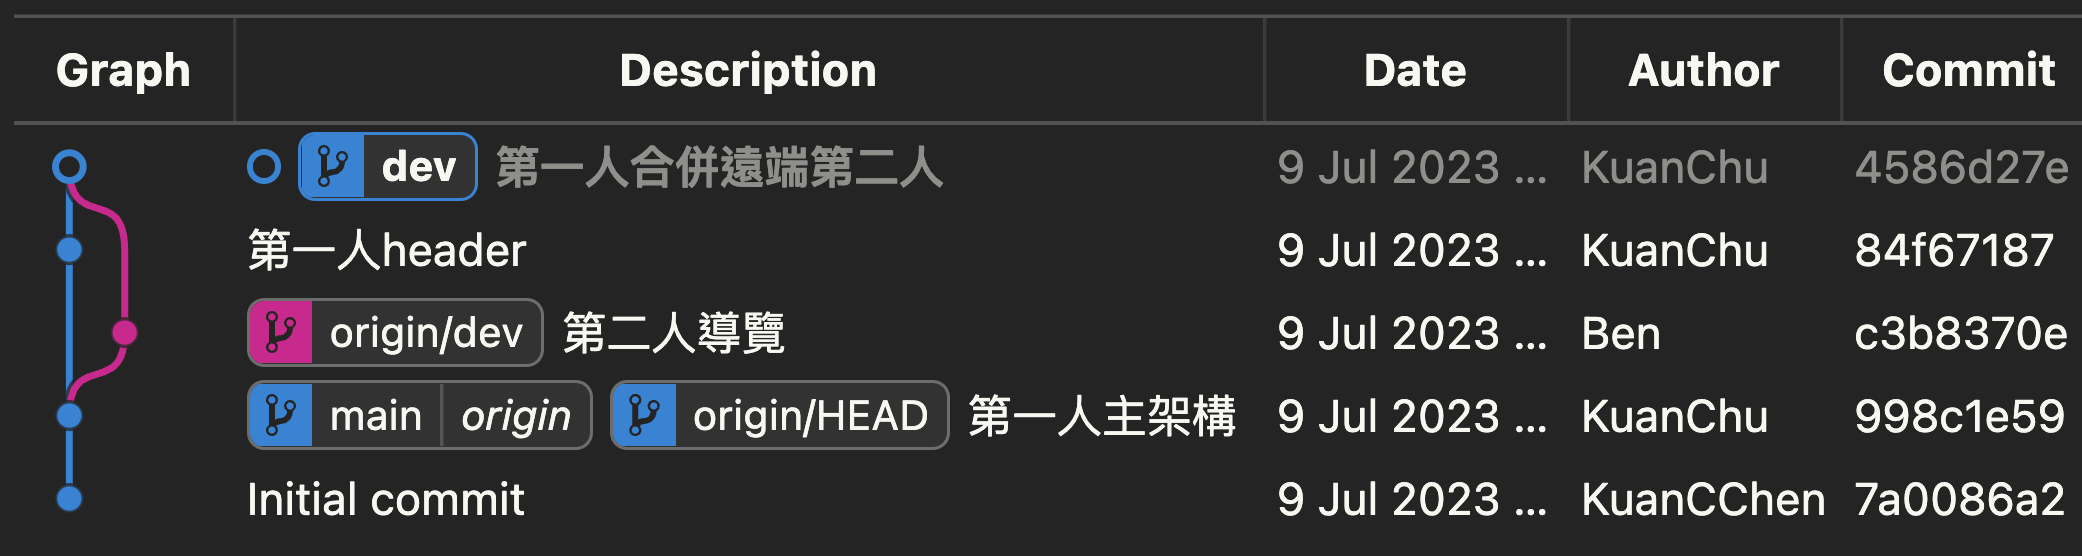 Graph Description Date Author Commit
dev 第一人合併遠端第二人 9 Jul 2023 ... KuanChu 4586d27e
第一人header 9 Jul 2023 ... KuanChu 84f67187
origin/dev 第二人導覽 9 Jul 2023 ... Ben c3b8370e
main origin origin/HEAD 第一人主架構 9 Jul 2023 ... KuanChu 998c1e59
Initial commit 9 Jul 2023 ... KuanCChen 7a0086a2